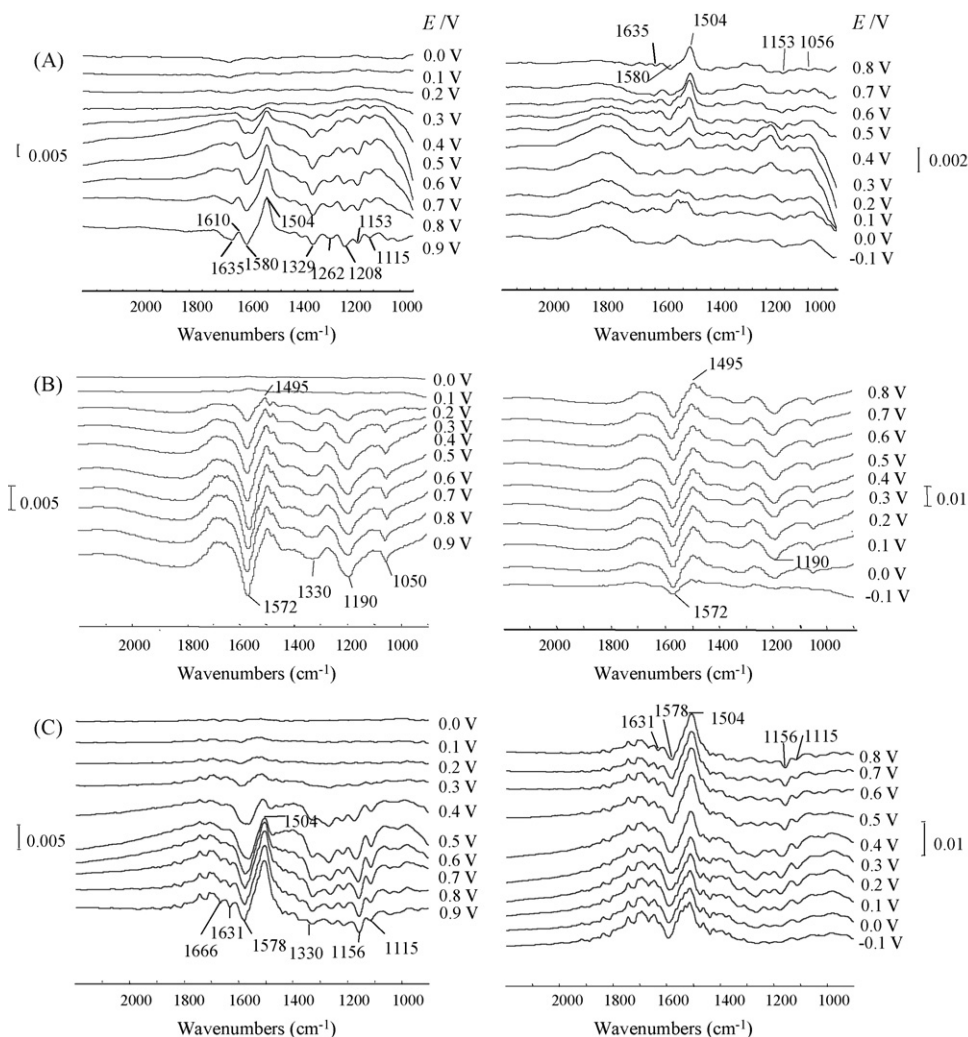 E /V
(A)
0.0 V
0.1 V
0.2 V
0.3 V
0.4 V
0.5 V
0.6 V
0.7 V
0.8 V
0.9 V
0.005
1610
1504
1153
1635
1580
1329
1262
1208
1115
2000 1800 1600 1400 1200 1000
Wavenumbers (cm-1)
E /V
1504
1635
1580
1153
1056
0.8 V
0.7 V
0.6 V
0.5 V
0.4 V
0.3 V
0.2 V
0.1 V
0.0 V
-0.1 V
0.002
2000 1800 1600 1400 1200 1000
Wavenumbers (cm-1)
(B)
1495
0.0 V
0.1 V
0.2 V
0.3 V
0.4 V
0.5 V
0.6 V
0.7 V
0.8 V
0.9 V
0.005
1572
1330
1190
1050
2000 1800 1600 1400 1200 1000
Wavenumbers (cm-1)
1495
0.8 V
0.7 V
0.6 V
0.5 V
0.4 V
0.3 V
0.2 V
0.1 V
0.0 V
-0.1 V
0.01
1190
1572
2000 1800 1600 1400 1200 1000
Wavenumbers (cm-1)
(C)
0.0 V
0.1 V
0.2 V
0.3 V
0.4 V
0.5 V
0.6 V
0.7 V
0.8 V
0.9 V
0.005
1504
1666
1631
1578
1330
1156
1115
2000 1800 1600 1400 1200 1000
Wavenumbers (cm-1)
1631
1578
1504
1156
1115
0.8 V
0.7 V
0.6 V
0.5 V
0.4 V
0.3 V
0.2 V
0.1 V
0.0 V
-0.1 V
0.01
2000 1800 1600 1400 1200 1000
Wavenumbers (cm-1)